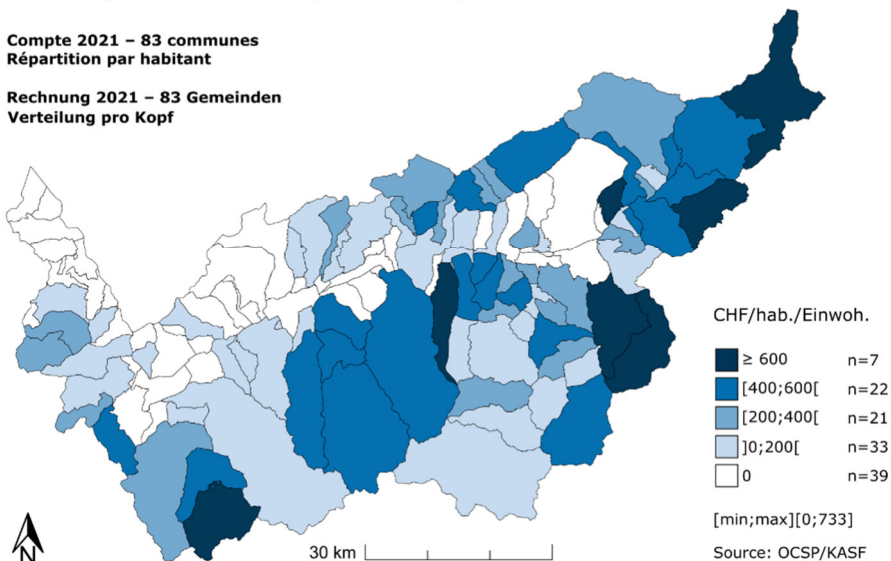 Compte 2021 – 83 communes
Répartition par habitant
Rechnung 2021 – 83 Gemeinden
Verteilung pro Kopf
CHF/hab./Einwoh.
≥ 600 n=7
[400;600[ n=22
[200;400[ n=21
]0;200[ n=33
0 n=39
[min;max][0;733]
Source: OCSP/KASF
N
30 km